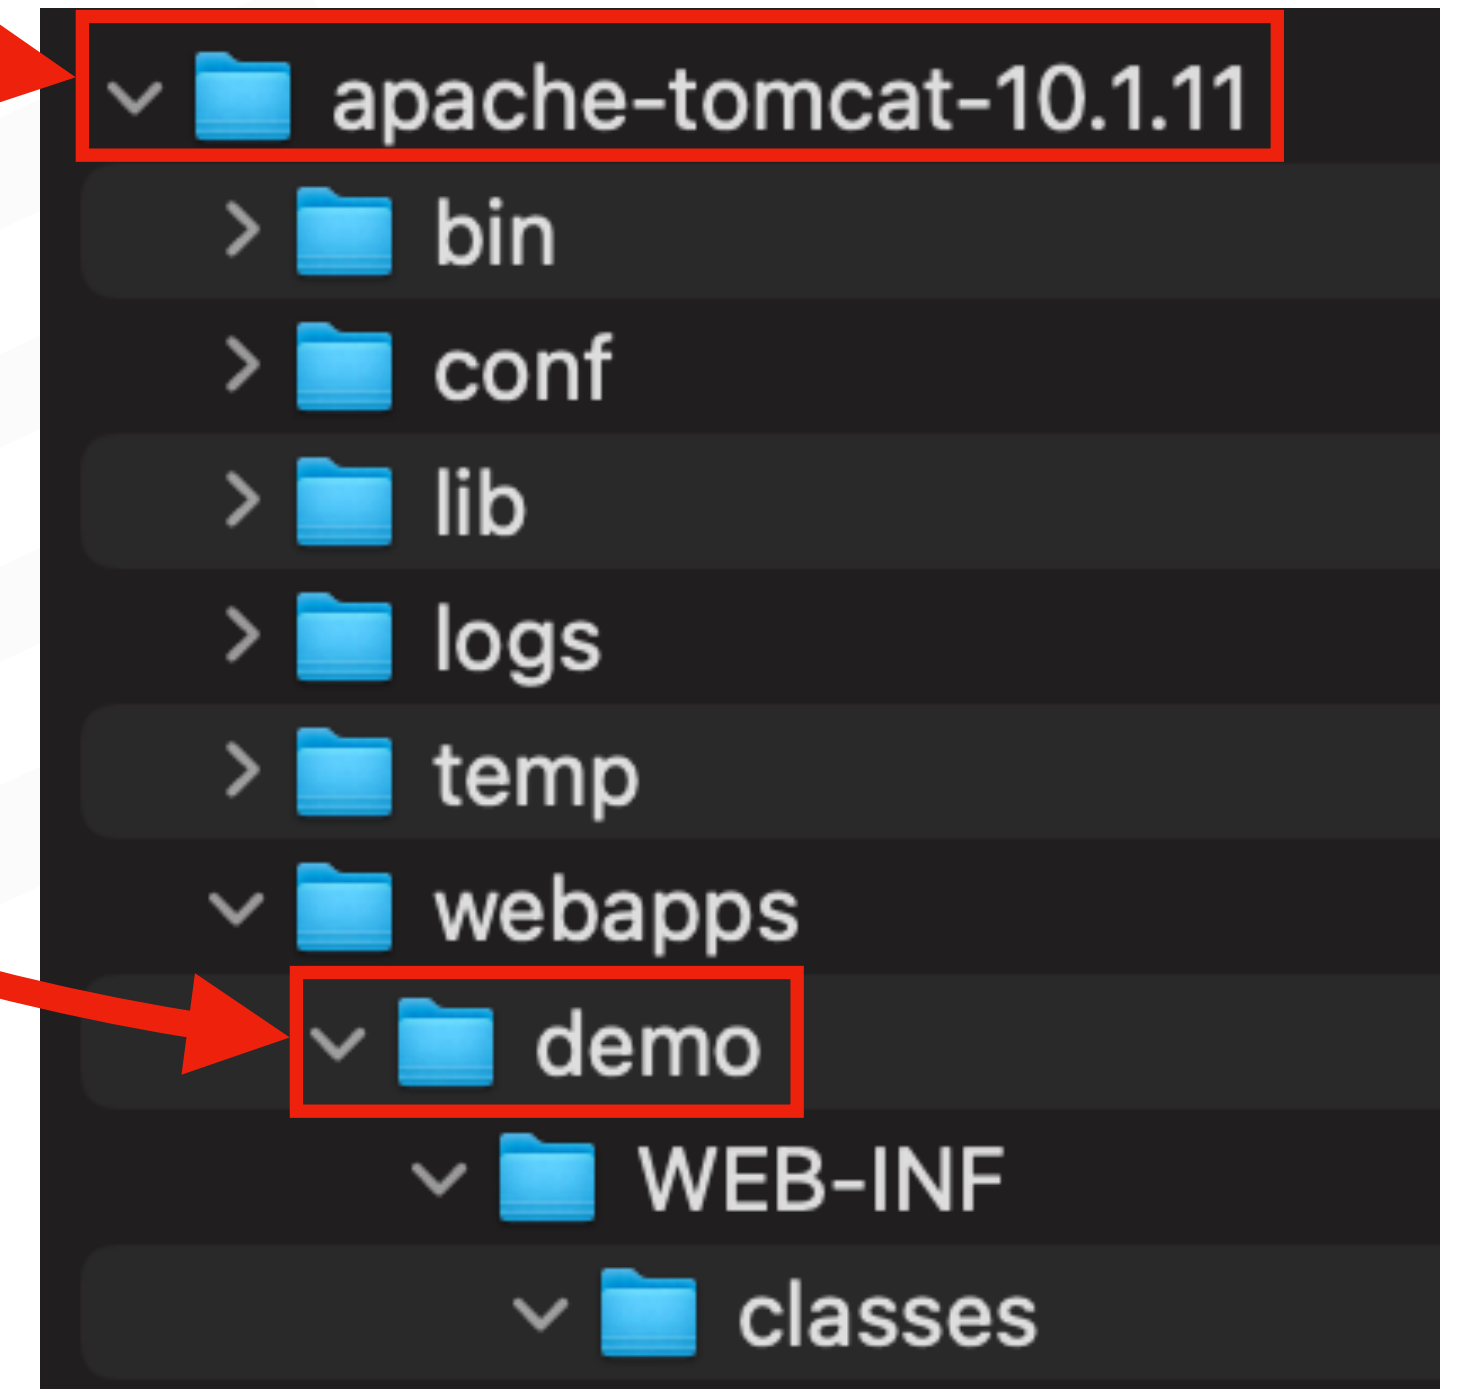 apache-tomcat-10.1.11
bin
conf
lib
logs
temp
webapps
demo
WEB-INF
classes